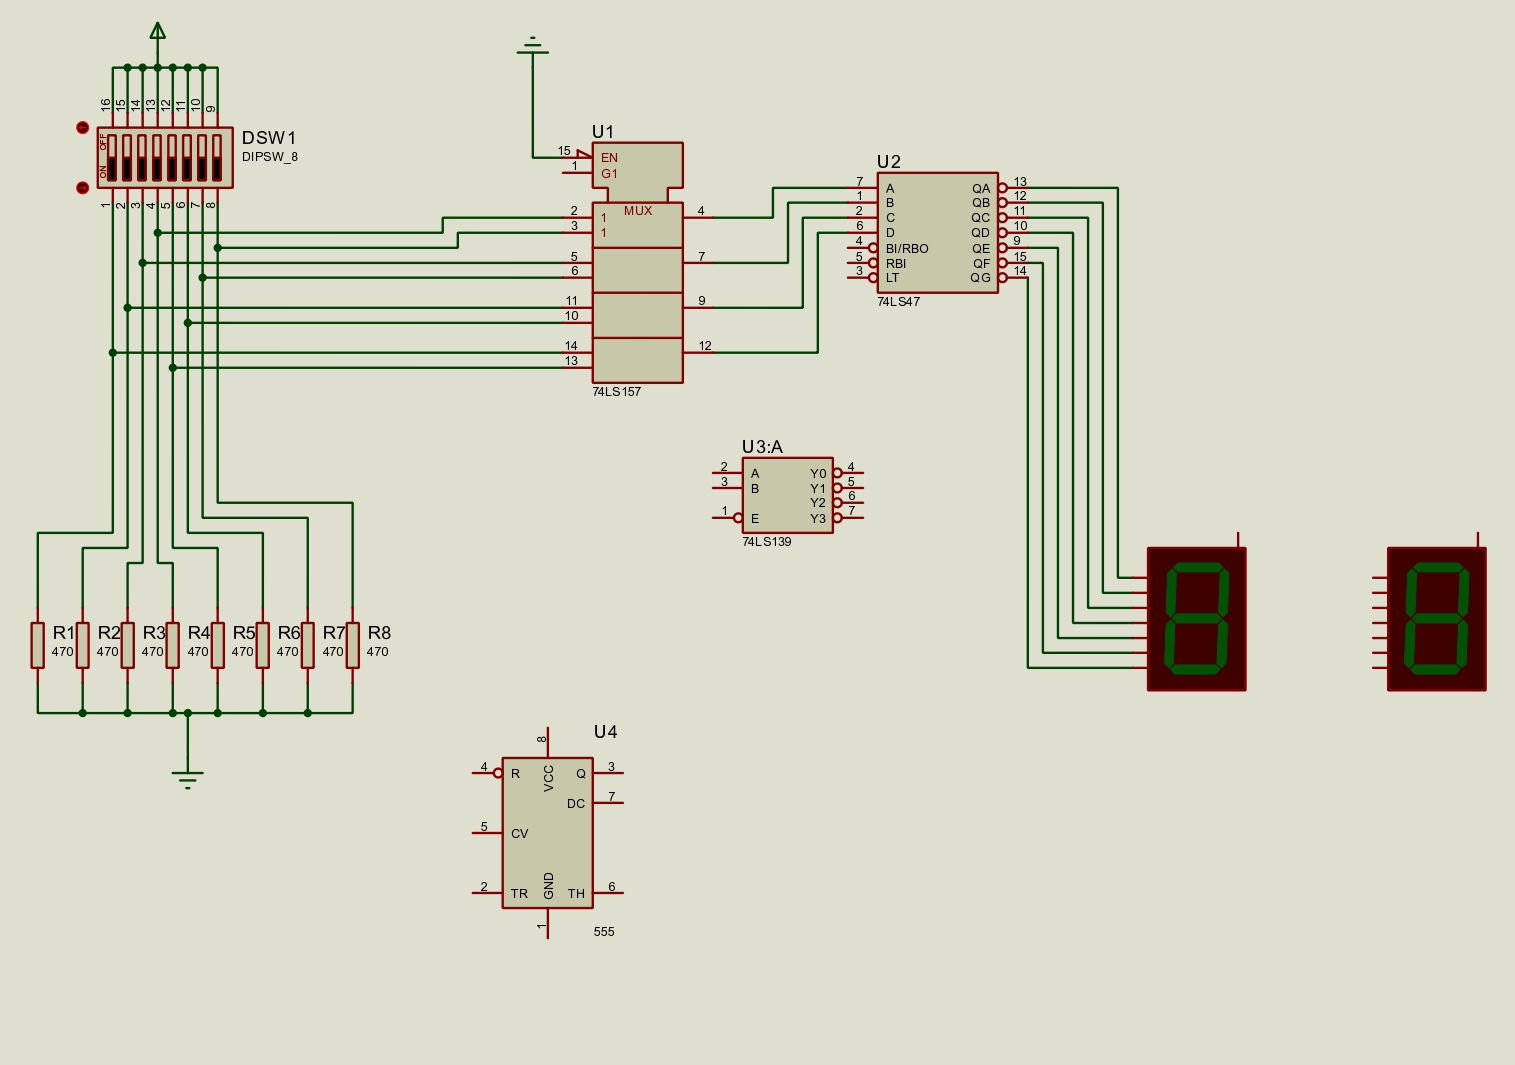 16 15 14 13 12 11 10 9
OFF
ON
DSW1
DIPSW_8
1 2 3 4 5 6 7 8
U1
15 EN
1 G1
MUX
2 1 4
3 1
5 7
6
11 9
10
14 12
13
74LS157
U2
7 A QA 13
1 B QB 12
2 C QC 11
6 D QD 10
4 BI/RBO QE 9
5 RBI QF 15
3 LT QG 14
74LS47
U3:A
2 A Y0 4
3 B Y1 5
Y2 6
1 E Y3 7
74LS139
R1 R2 R3 R4 R5 R6 R7 R8
470 470 470 470 470 470 470 470
U4
8
VCC
4 R Q 3
DC 7
5 CV
2 TR TH 6
GND
1
555